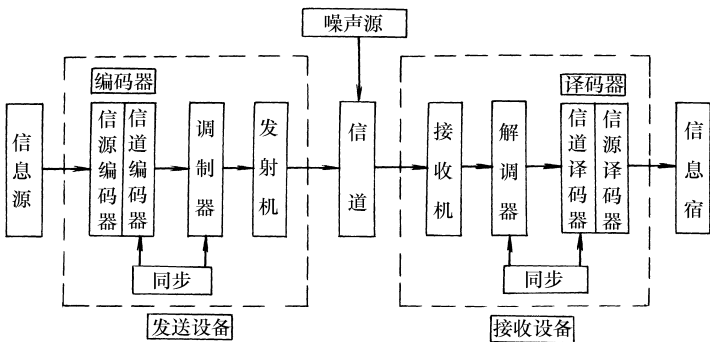 噪声源
编码器
译码器
信息源
信源编码器
信道编码器
调制器
发射机
信道
接收机
解调器
信道译码器
信源译码器
信息宿
同步
同步
发送设备
接收设备